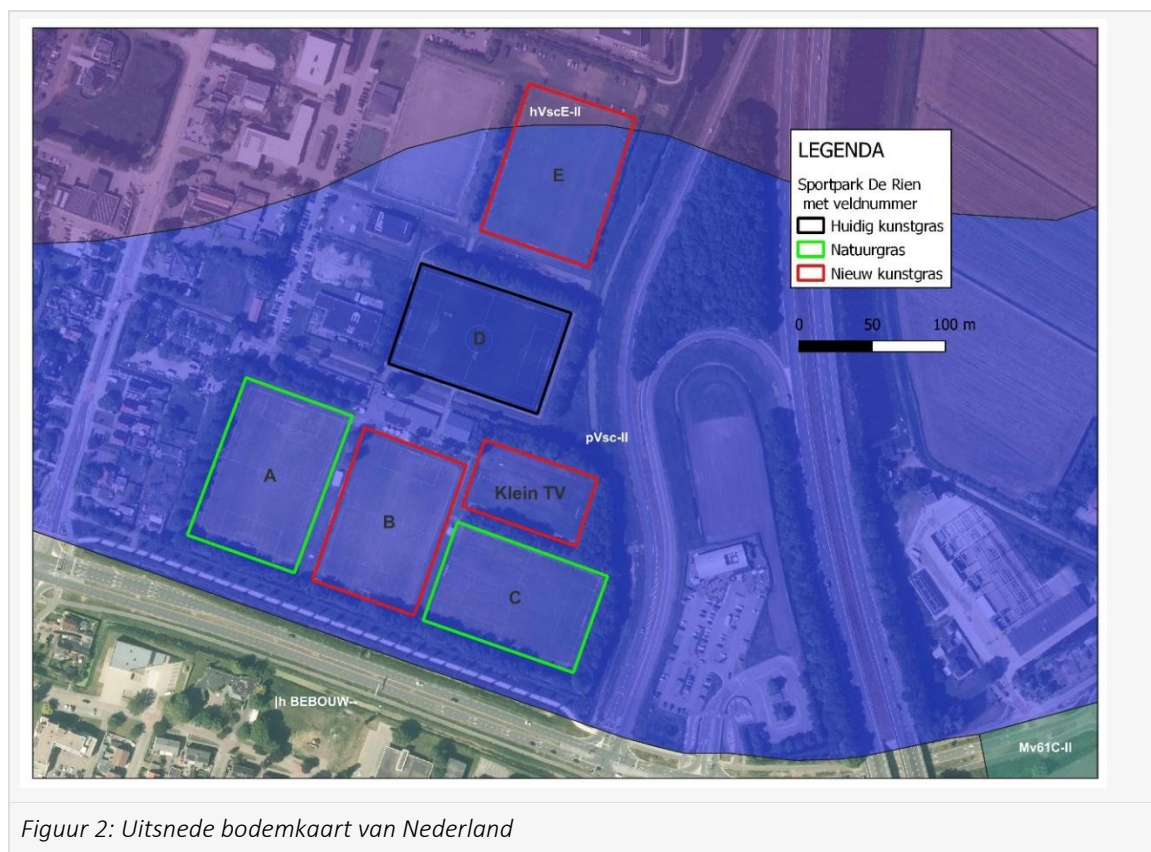 hVscE-II
E
LEGENDA
Sportpark De Rien
met veldnummer
Huidig kunstgras
Natuurgras
Nieuw kunstgras
0 50 100 m
D
pVsc-II
A
Klein TV
B
C
|h BEBOUW--
Mv61C-II
Figuur 2: Uitsnede bodemkaart van Nederland